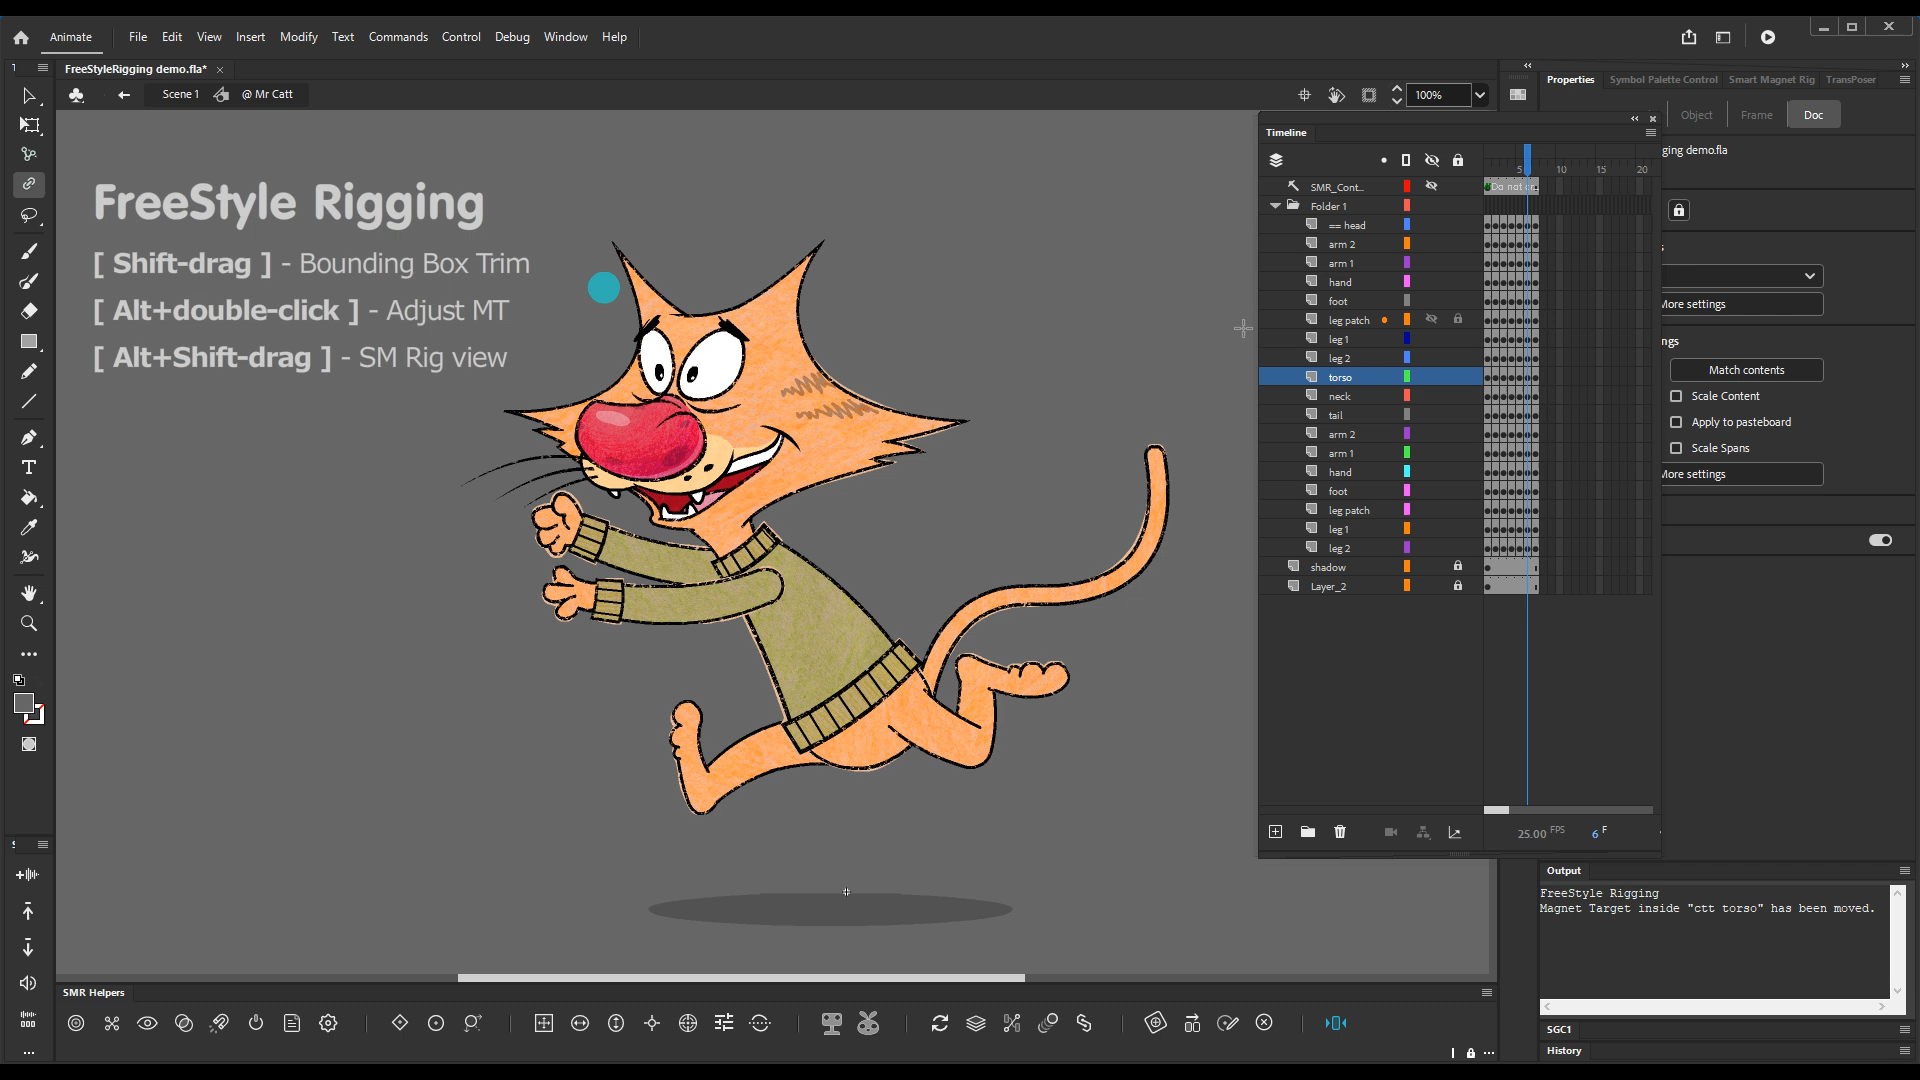 Animate File Edit View Insert Modify Text Commands Control Debug Window Help
FreeStyleRigging demo.fla*
Scene 1 @ Mr Catt
100%
FreeStyle Rigging
[ Shift-drag ] - Bounding Box Trim
[ Alt+double-click ] - Adjust MT
[ Alt+Shift-drag ] - SM Rig view
Timeline
5 10 15 20
SMR_Cont...
Folder 1
== head
arm 2
arm 1
hand
foot
leg patch
leg 1
leg 2
torso
neck
tail
arm 2
arm 1
hand
foot
leg patch
leg 1
leg 2
shadow
Layer_2
25.00 FPS 6 F
Properties Symbol Palette Control Smart Magnet Rig TransPoser
Object Frame Doc
ging demo.fla
More settings
ngs
Match contents
Scale Content
Apply to pasteboard
Scale Spans
More settings
Output
FreeStyle Rigging
Magnet Target inside "ctt torso" has been moved.
SGC1
History
SMR Helpers